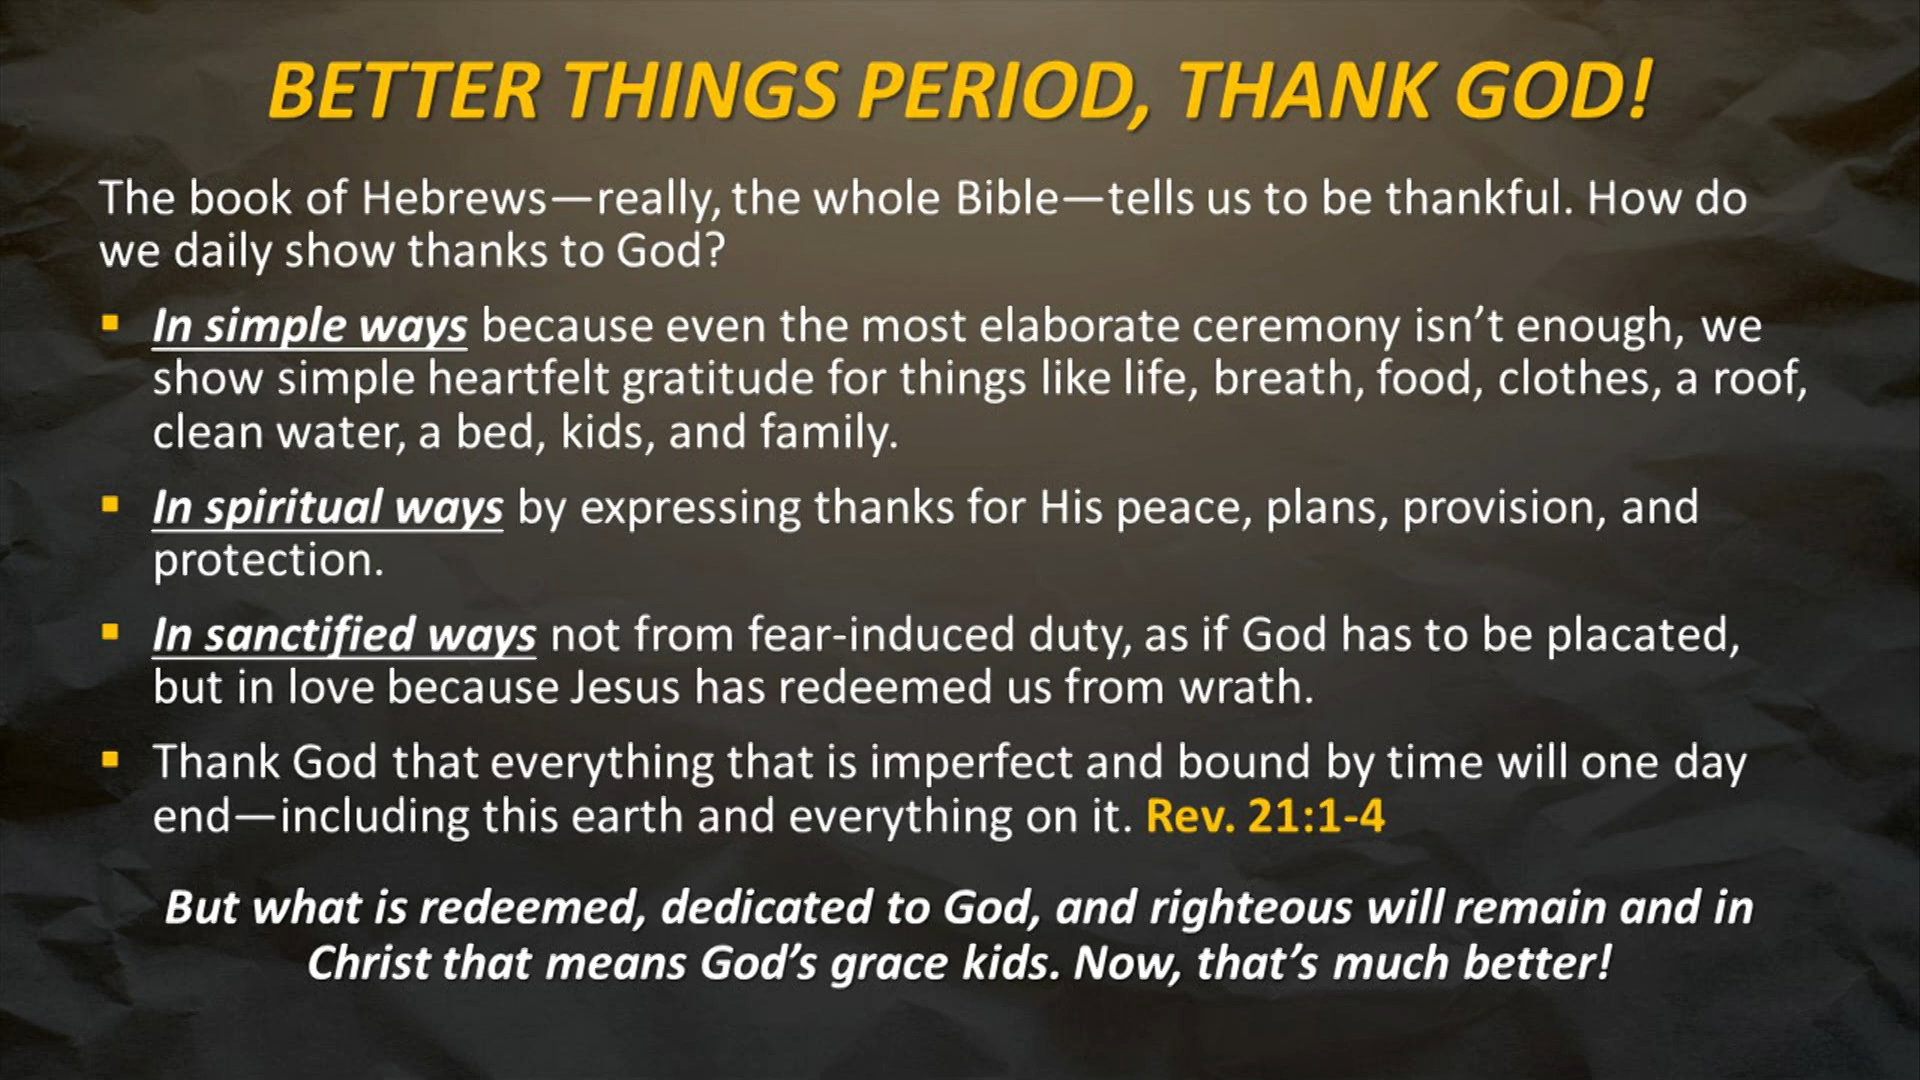 BETTER THINGS PERIOD, THANK GOD!
The book of Hebrews—really, the whole Bible—tells us to be thankful. How do
we daily show thanks to God?
▪ In simple ways because even the most elaborate ceremony isn’t enough, we
show simple heartfelt gratitude for things like life, breath, food, clothes, a roof,
clean water, a bed, kids, and family.
▪ In spiritual ways by expressing thanks for His peace, plans, provision, and
protection.
▪ In sanctified ways not from fear-induced duty, as if God has to be placated,
but in love because Jesus has redeemed us from wrath.
▪ Thank God that everything that is imperfect and bound by time will one day
end—including this earth and everything on it. Rev. 21:1-4
But what is redeemed, dedicated to God, and righteous will remain and in
Christ that means God’s grace kids. Now, that’s much better!